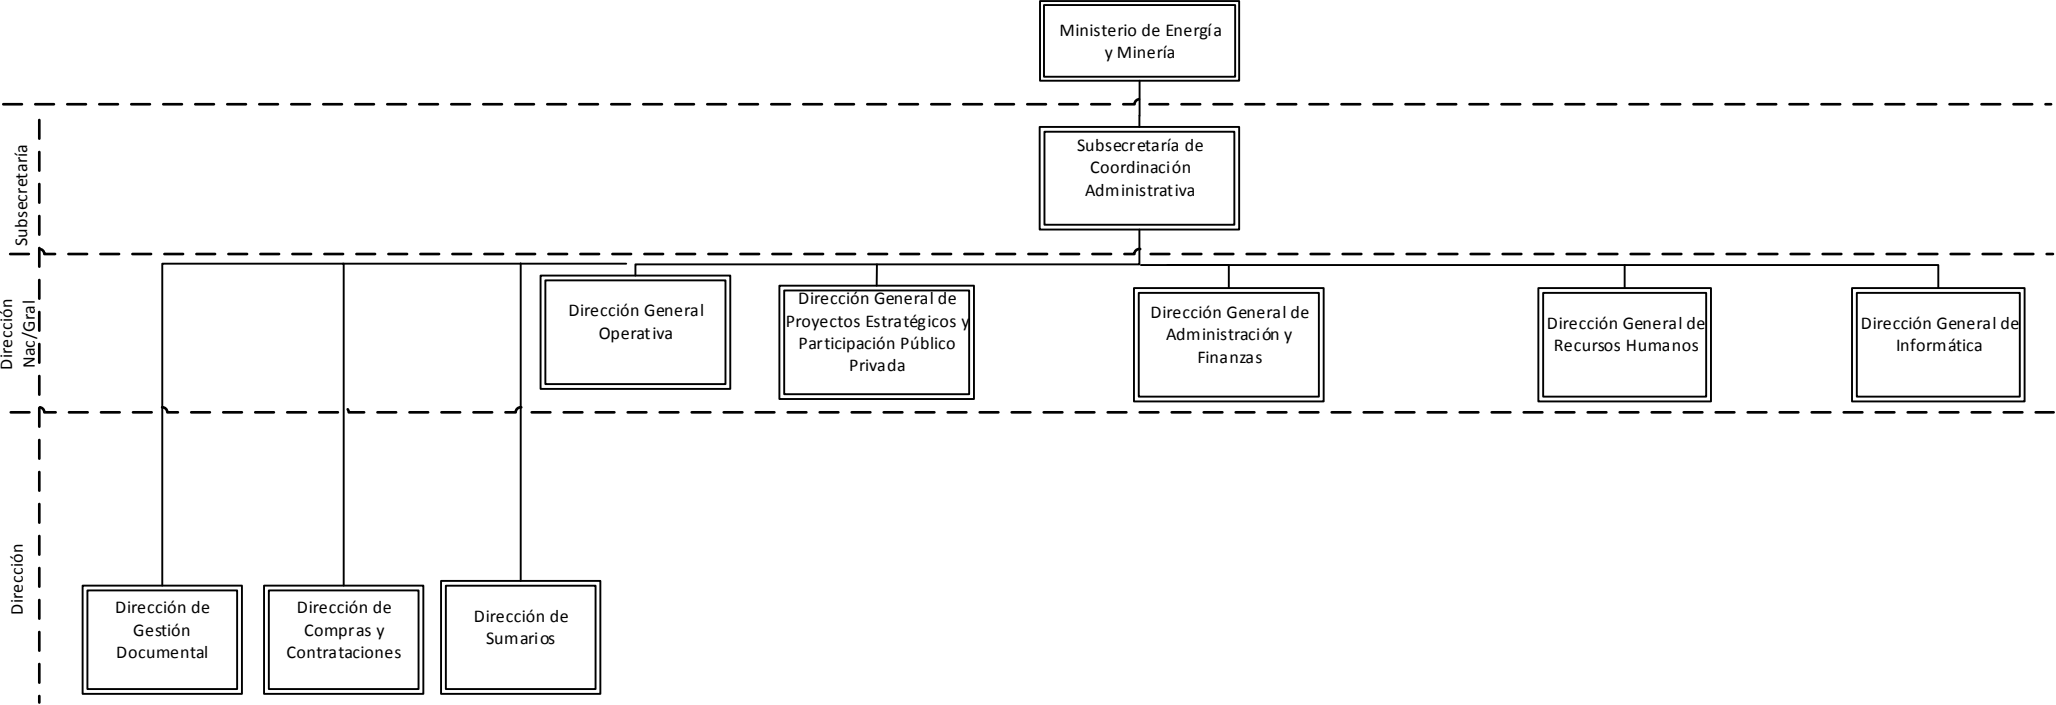 Ministerio de Energía
y Minería
Subsecretaría
Subsecretaría de
Coordinación
Administrativa
Dirección
Nac/Gral
Dirección General
Operativa
Dirección General de
Proyectos Estratégicos y
Participación Público
Privada
Dirección General de
Administración y
Finanzas
Dirección General de
Recursos Humanos
Dirección General de
Informática
Dirección
Dirección de
Gestión
Documental
Dirección de
Compras y
Contrataciones
Dirección de
Sumarios